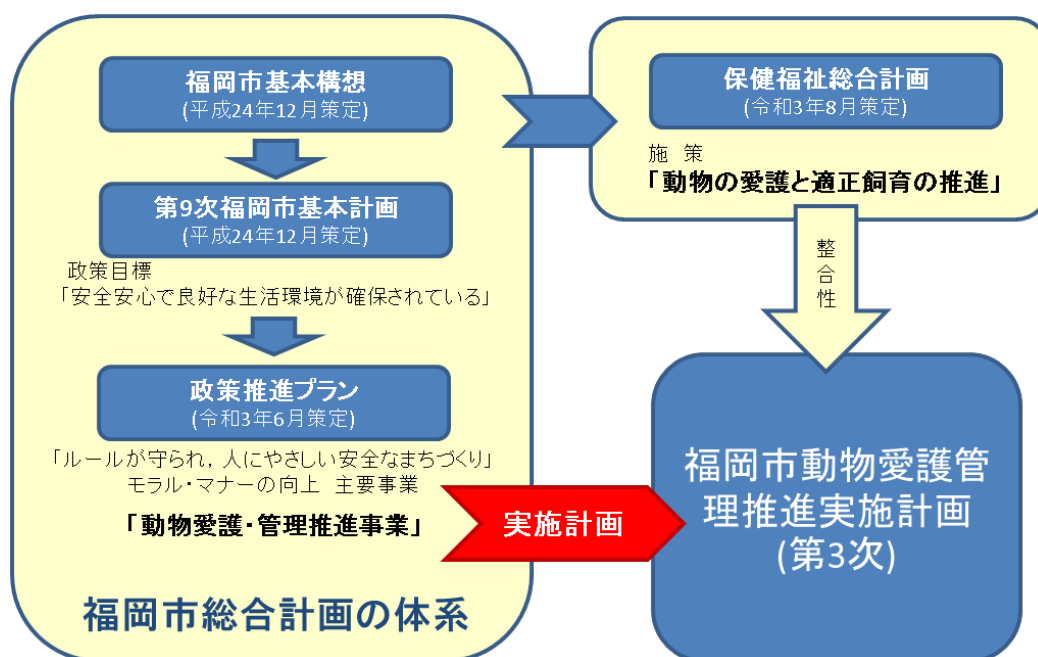 福岡市基本構想
(平成24年12月策定)
第9次福岡市基本計画
(平成24年12月策定)
政策目標
「安全安心で良好な生活環境が確保されている」
政策推進プラン
(令和3年6月策定)
「ルールが守られ，人にやさしい安全なまちづくり」
モラル・マナーの向上 主要事業
「動物愛護・管理推進事業」
福岡市総合計画の体系
保健福祉総合計画
(令和3年8月策定)
施 策
「動物の愛護と適正飼育の推進」
整合性
実施計画
福岡市動物愛護管
理推進実施計画
(第3次)